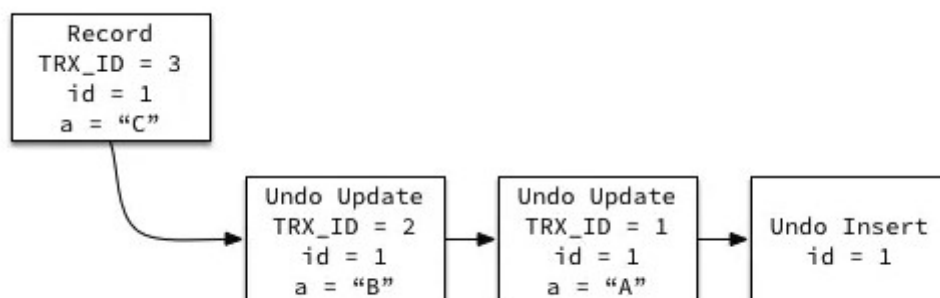 Record
TRX_ID = 3
id = 1
a = “C”
Undo Update
TRX_ID = 2
id = 1
a = “B”
Undo Update
TRX_ID = 1
id = 1
a = “A”
Undo Insert
id = 1